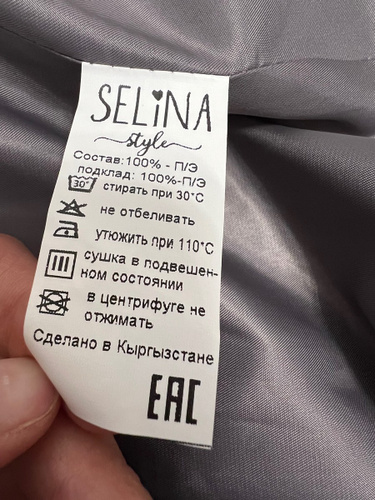 SELiNA
style
Состав:100% - П/Э
подклад: 100%-П/Э
30° стирать при 30°С
не отбеливать
утюжить при 110°С
сушка в подвешен-
ном состоянии
в центрифуге не
отжимать
Сделано в Кыргызстане
EAC